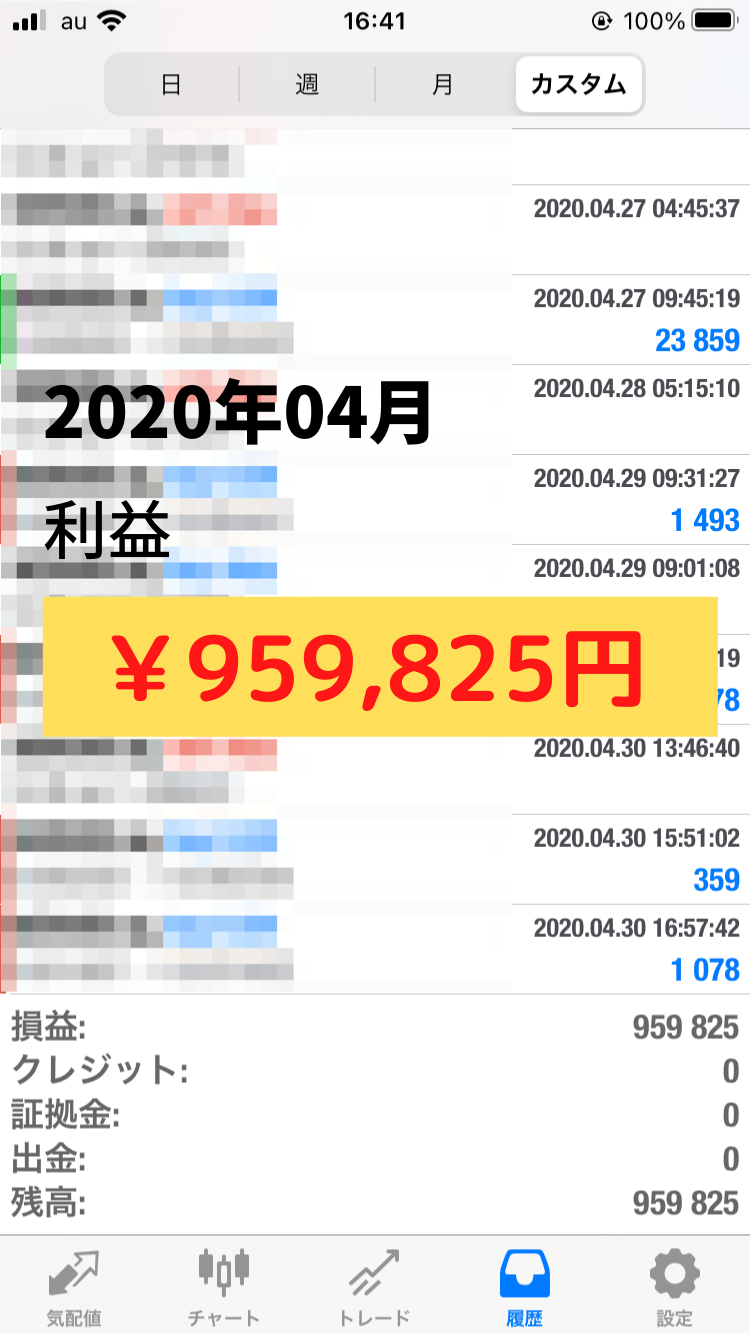 au 16:41 100%
日 週 月 カスタム
2020.04.27 04:45:37
2020.04.27 09:45:19
23 859
2020.04.28 05:15:10
2020年04月
2020.04.29 09:31:27
1 493
利益
2020.04.29 09:01:08
￥959,825円
19
78
2020.04.30 13:46:40
2020.04.30 15:51:02
359
2020.04.30 16:57:42
1 078
損益: 959 825
クレジット: 0
証拠金: 0
出金: 0
残高: 959 825
気配値 チャート トレード 履歴 設定